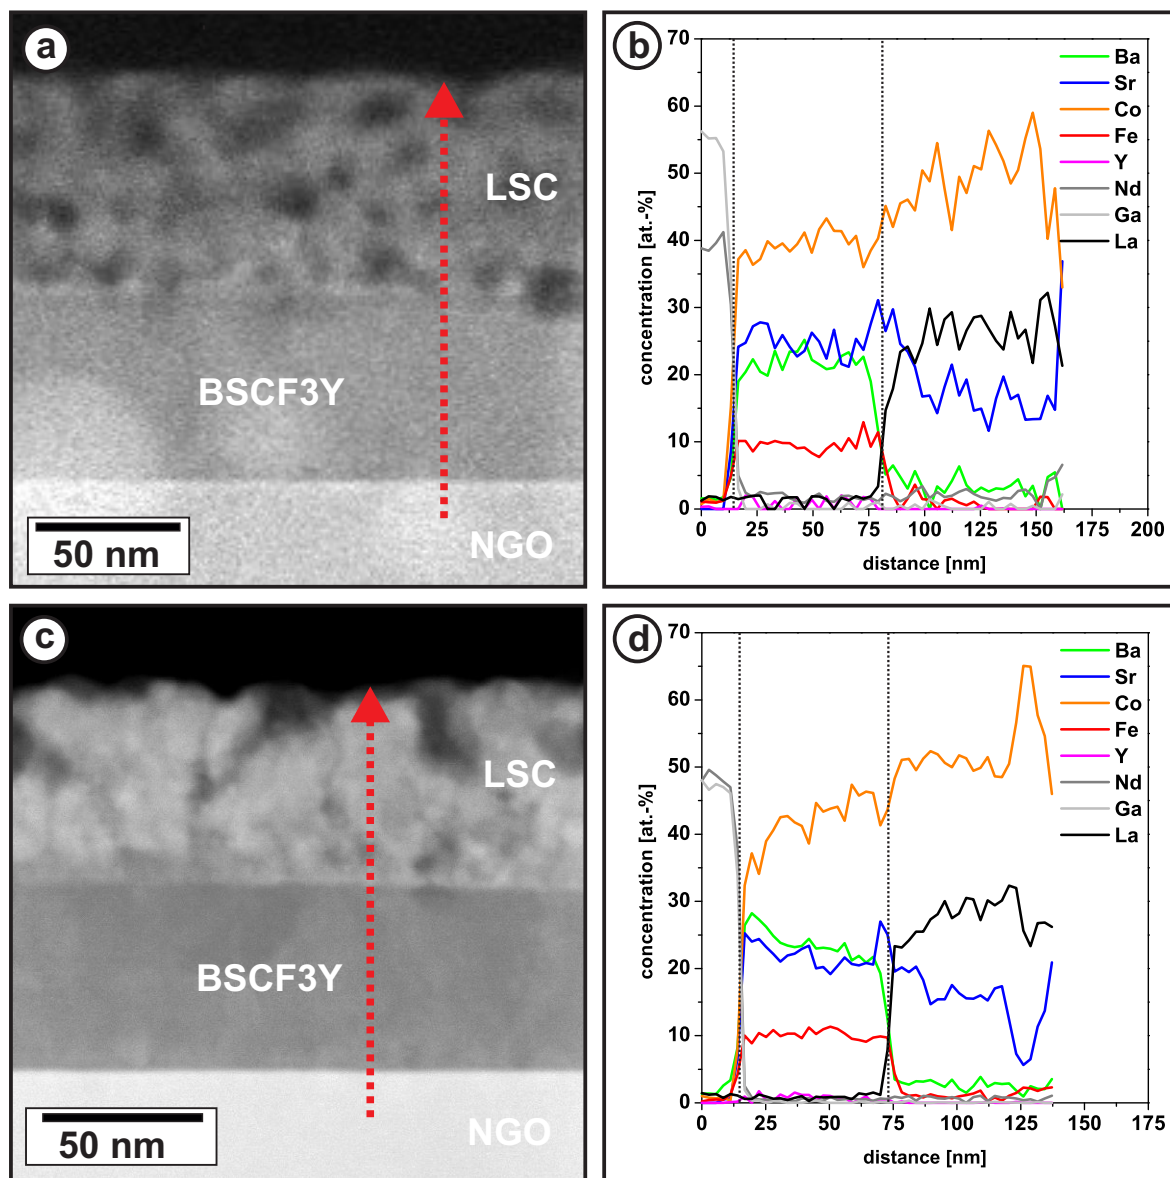 a
LSC
BSCF3Y
NGO
50 nm
b
70
60
50
40
30
20
10
0
concentration [at.-%]
Ba
Sr
Co
Fe
Y
Nd
Ga
La
0 25 50 75 100 125 150 175 200
distance [nm]
c
LSC
BSCF3Y
NGO
50 nm
d
70
60
50
40
30
20
10
0
concentration [at.-%]
Ba
Sr
Co
Fe
Y
Nd
Ga
La
0 25 50 75 100 125 150 175
distance [nm]